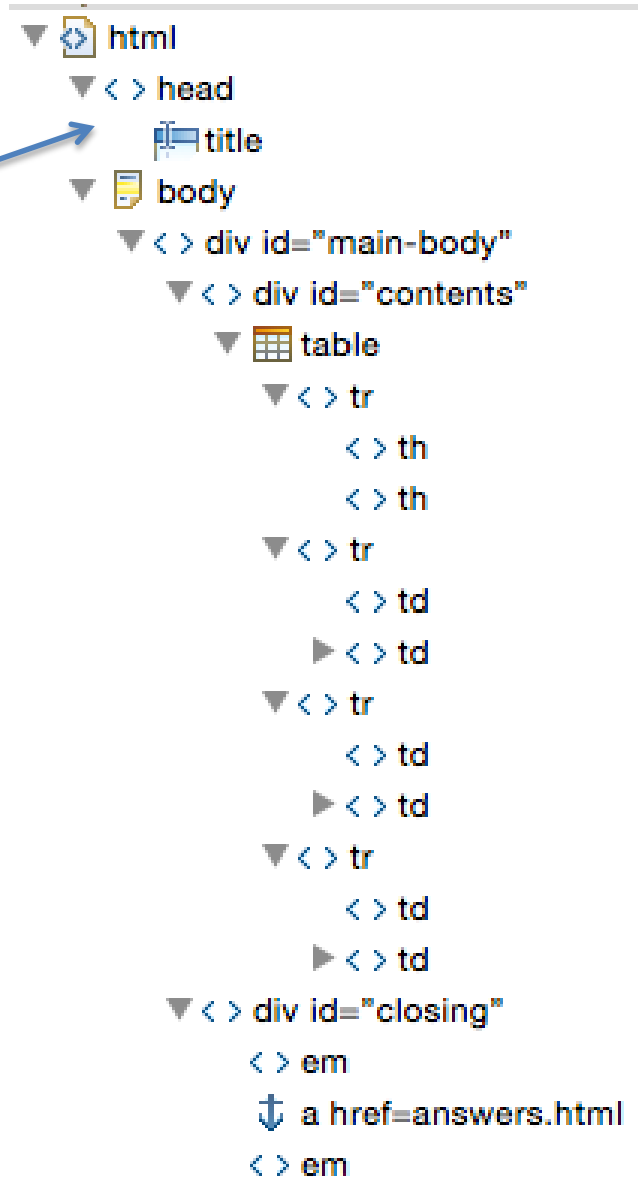 html
head
title
body
div id="main-body"
div id="contents"
table
tr
th
th
tr
td
td
tr
td
td
tr
td
td
div id="closing"
em
a href=answers.html
em